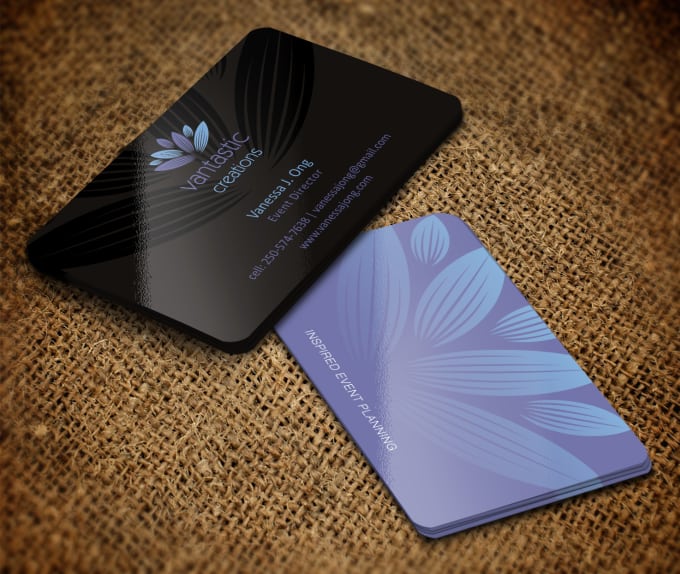 vantastic
creations
Vanessa J. Ong
Event Director
cell: 250-574-7638 | vanessajong@gmail.com
www.vanessajong.com
INSPIRED EVENT PLANNING